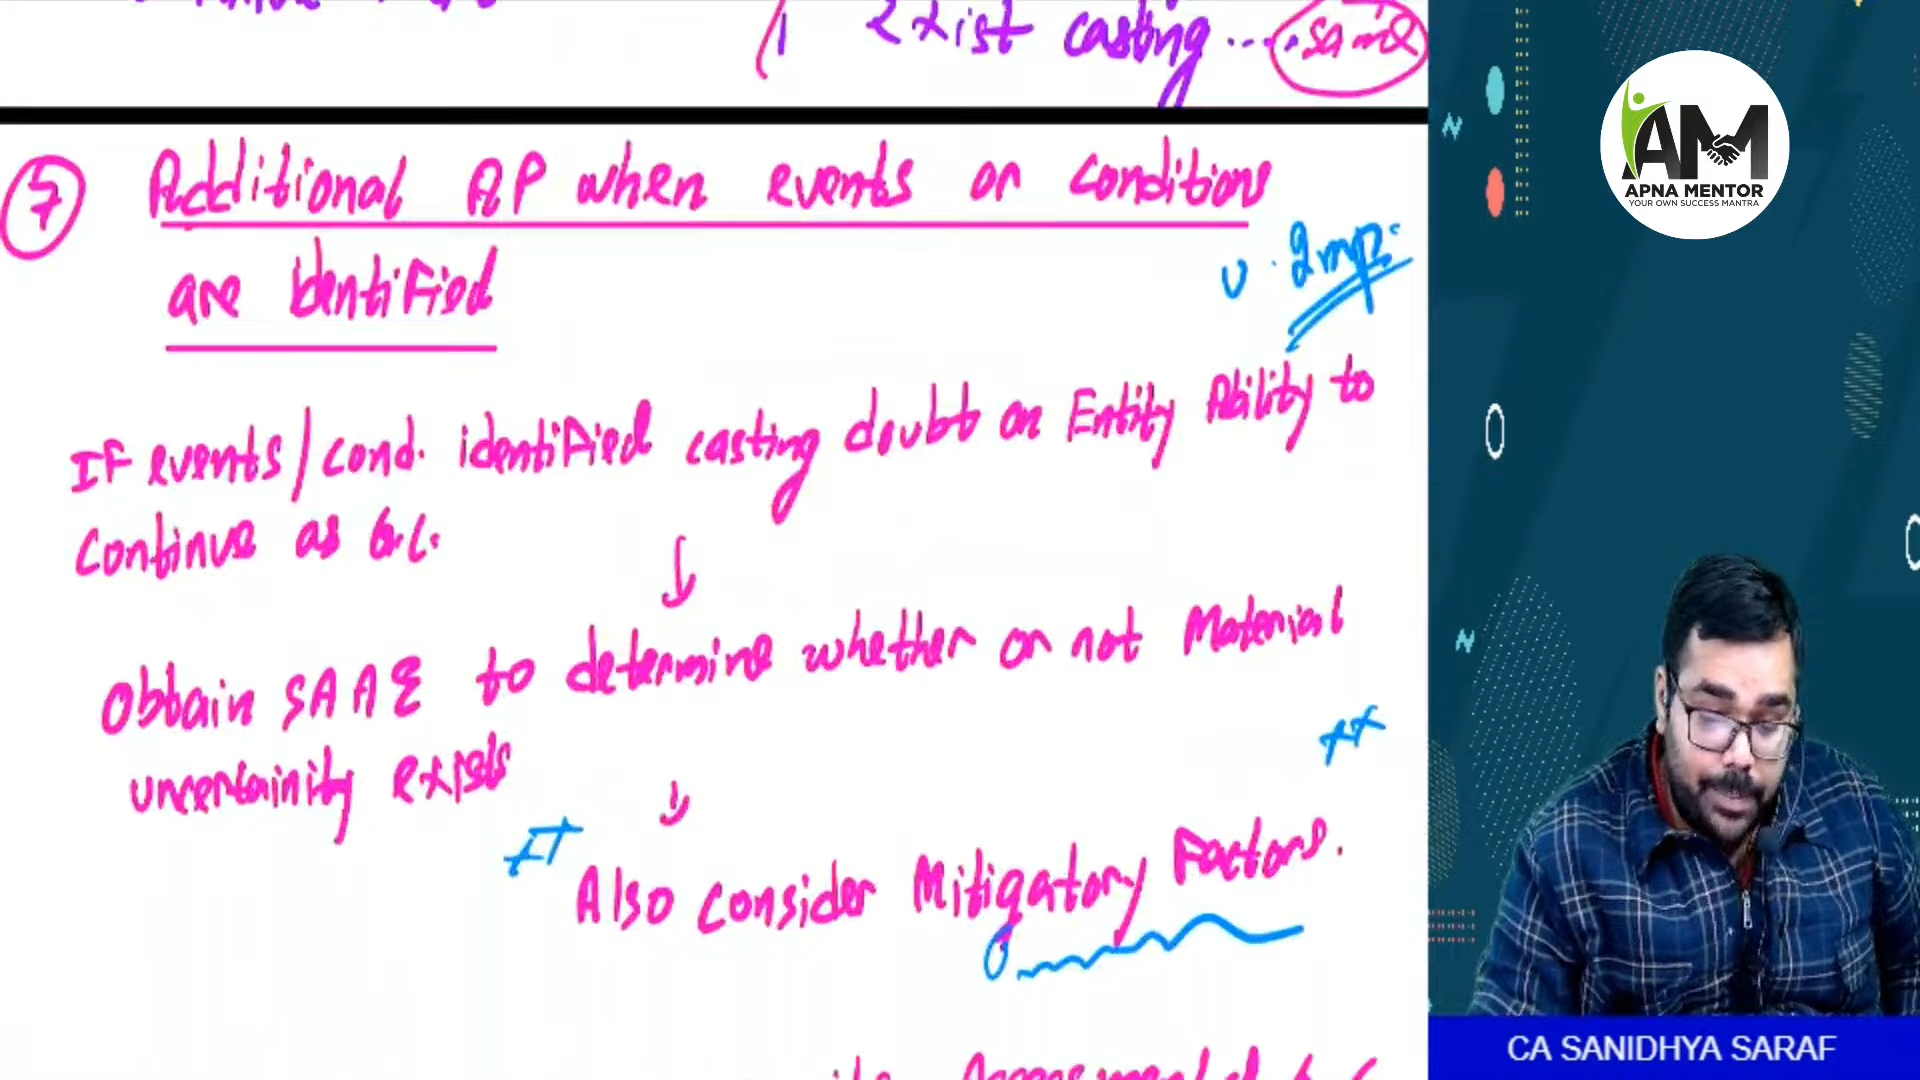 exist casting ... same
7 Additional AP when events or conditions
are identified
v. Imp:
If events/cond. identified casting doubt on Entity Ability to
continue as G.C.
Obtain SAAE to determine whether or not Material
uncertainity exists
Also consider Mitigatory Factors.
AM
APNA MENTOR
YOUR OWN SUCCESS MANTRA
CA SANIDHYA SARAF